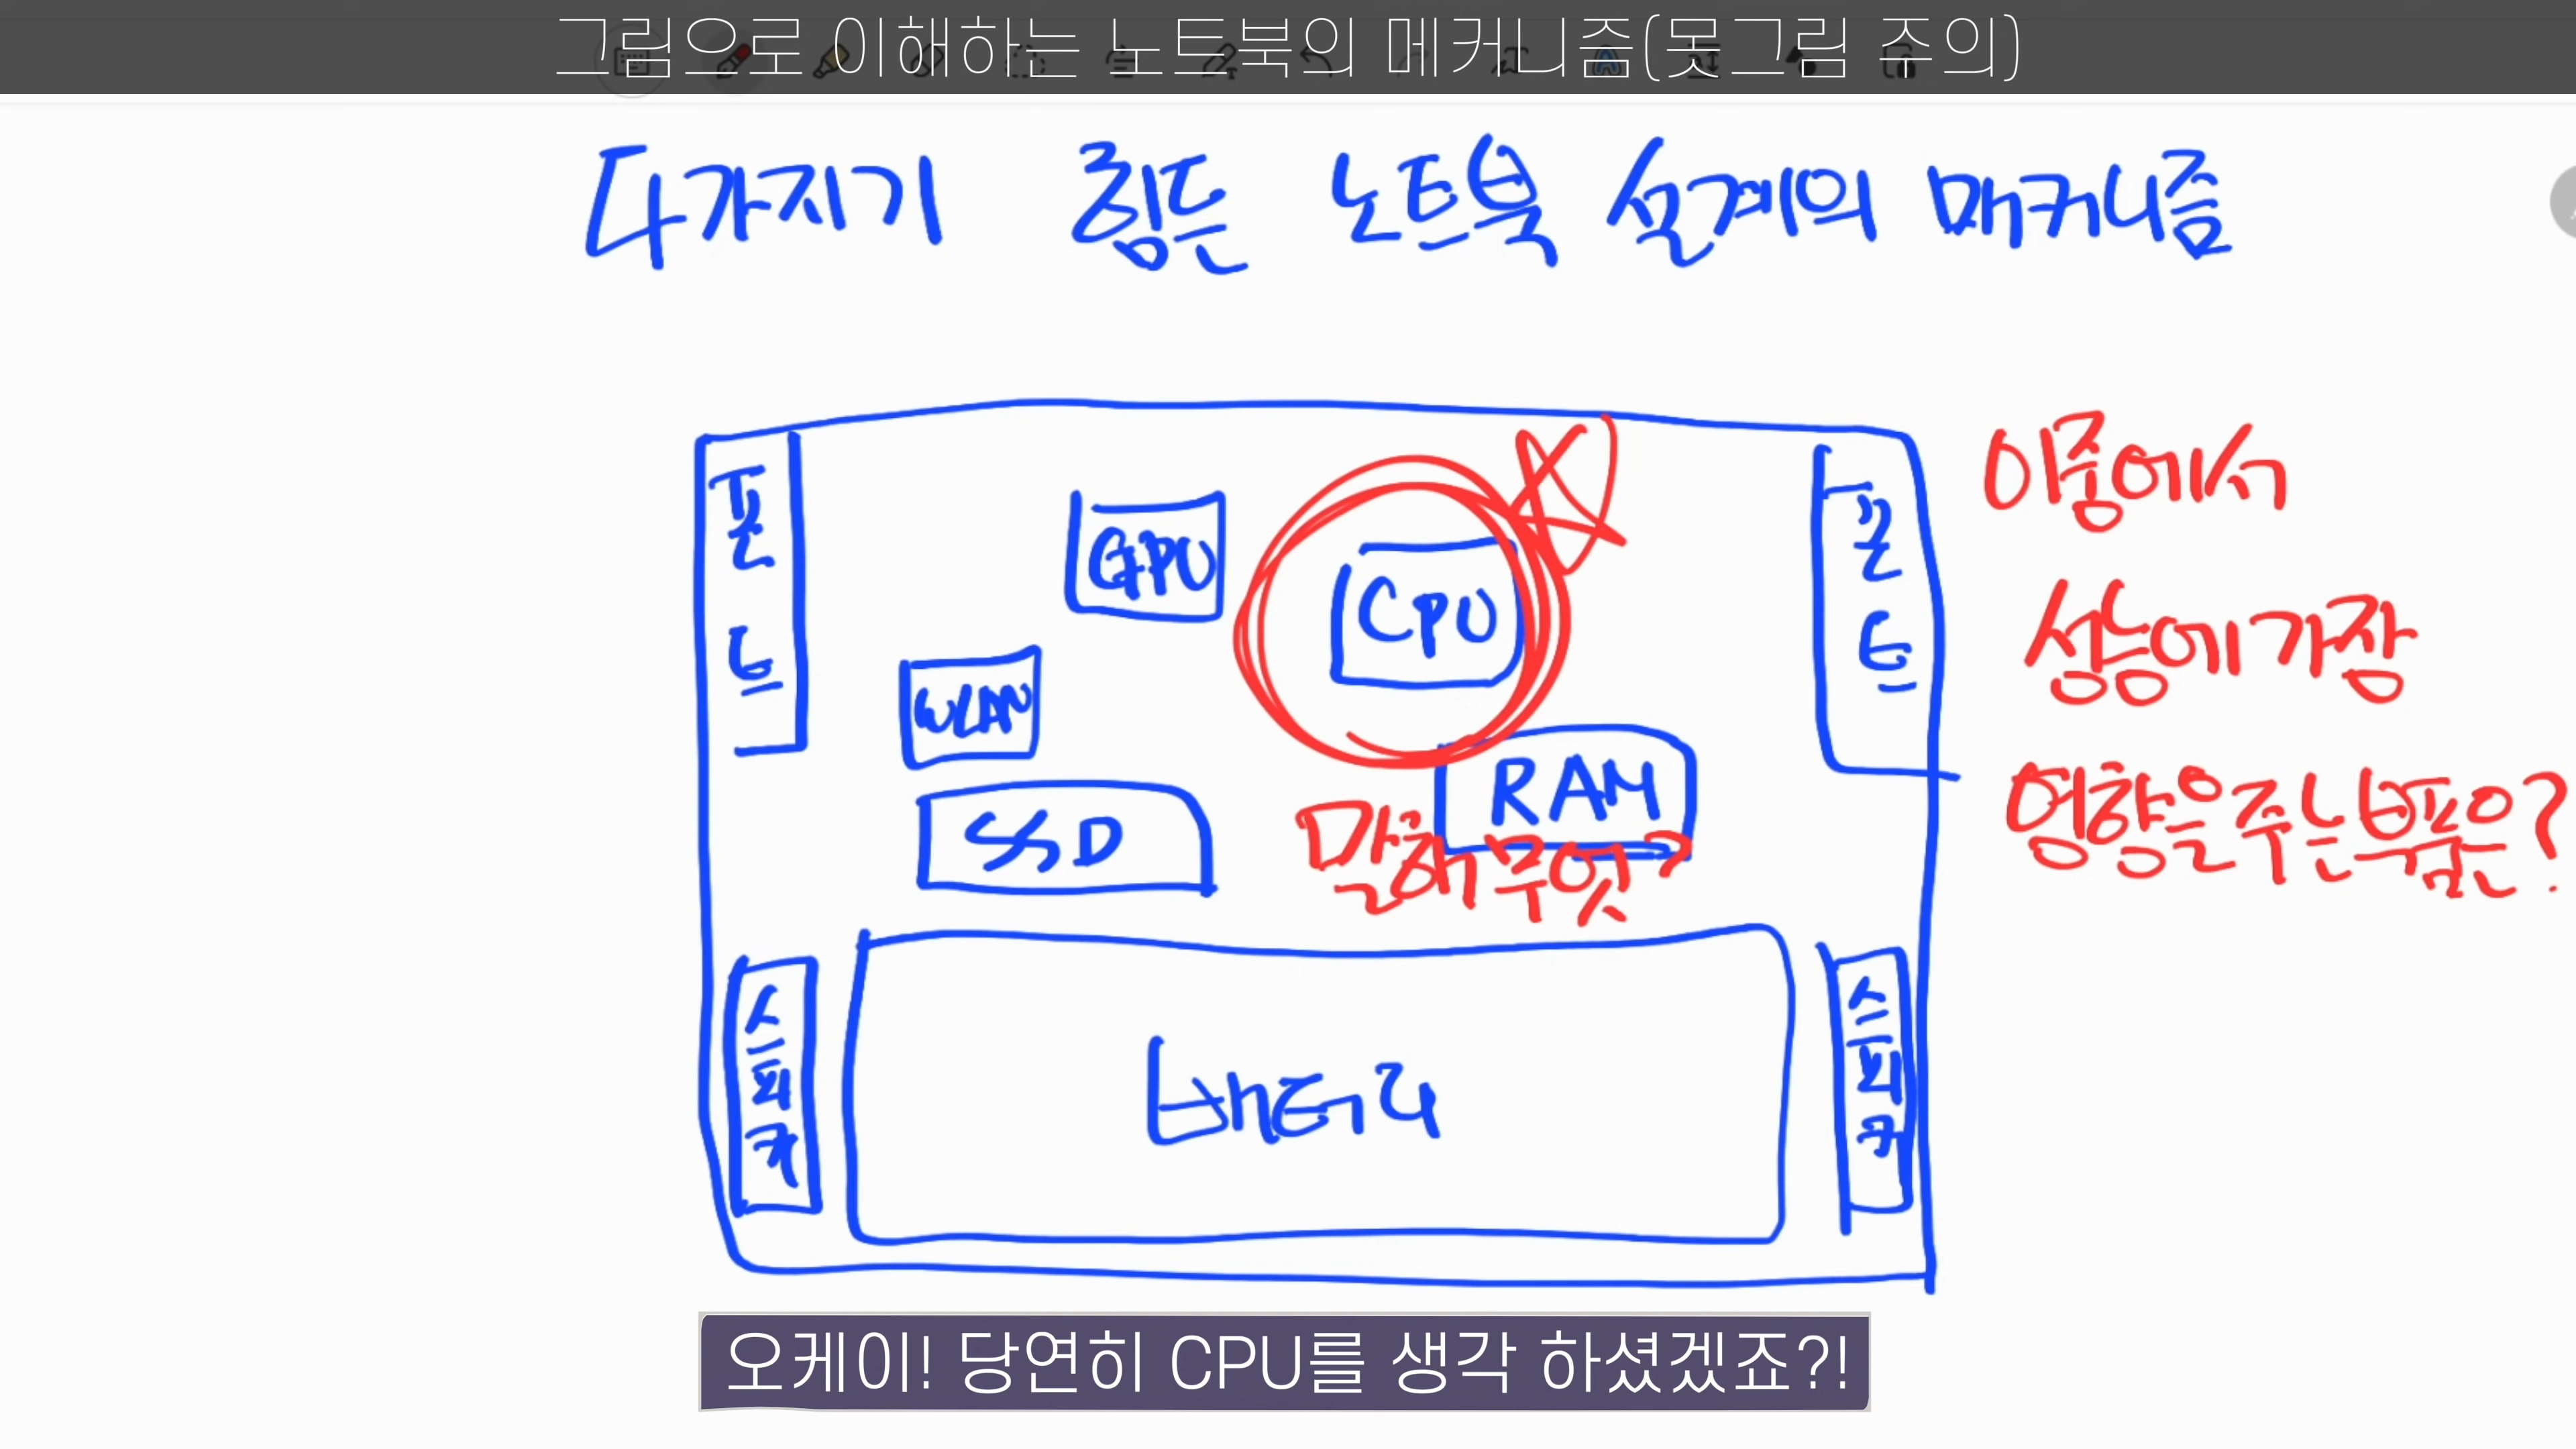 그림으로 이해하는 노트북의 메커니즘(못그림 주의)
다가지기 힘든 노트북 설계의 매커니즘
포트
GPU
CPU
포트
이중에서
성능에 가장
영향을 주는 부품은?
WLAN
SSD
RAM
말해무엇?
스피커
배터리
스피커
오케이! 당연히 CPU를 생각 하셨겠죠?!